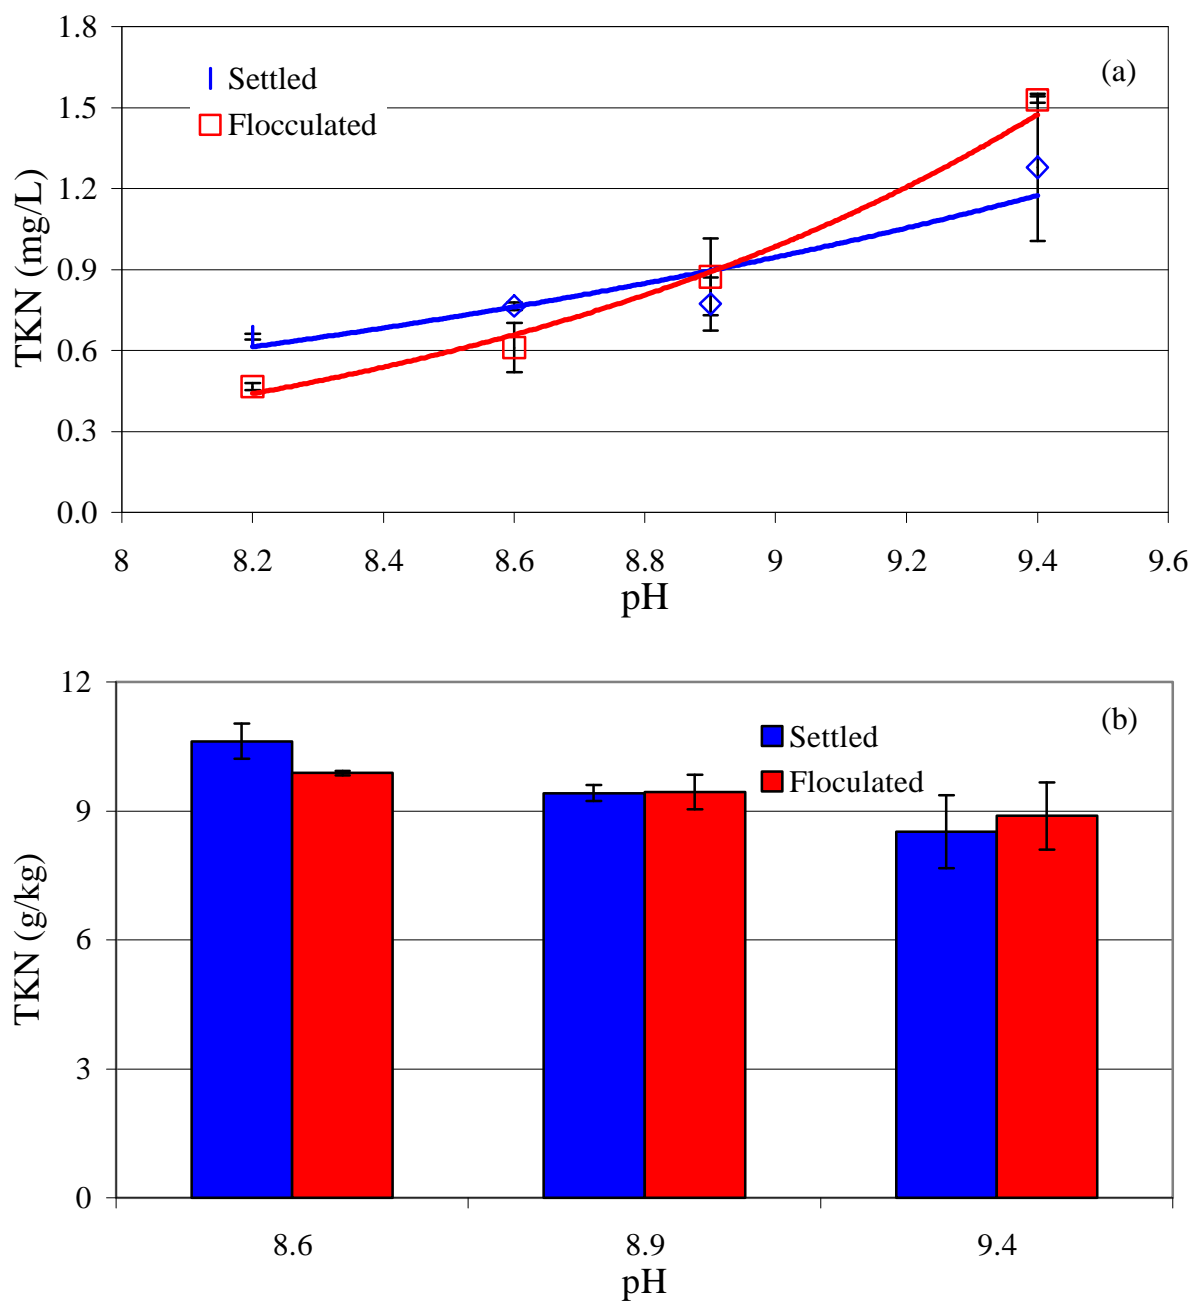 1.8
(a)
Settled
1.5
Flocculated
1.2
TKN (mg/L)
0.9
0.6
0.3
0.0
8 8.2 8.4 8.6 8.8 9 9.2 9.4 9.6
pH
12
(b)
Settled
Floculated
9
TKN (g/kg)
6
3
0
8.6 8.9 9.4
pH